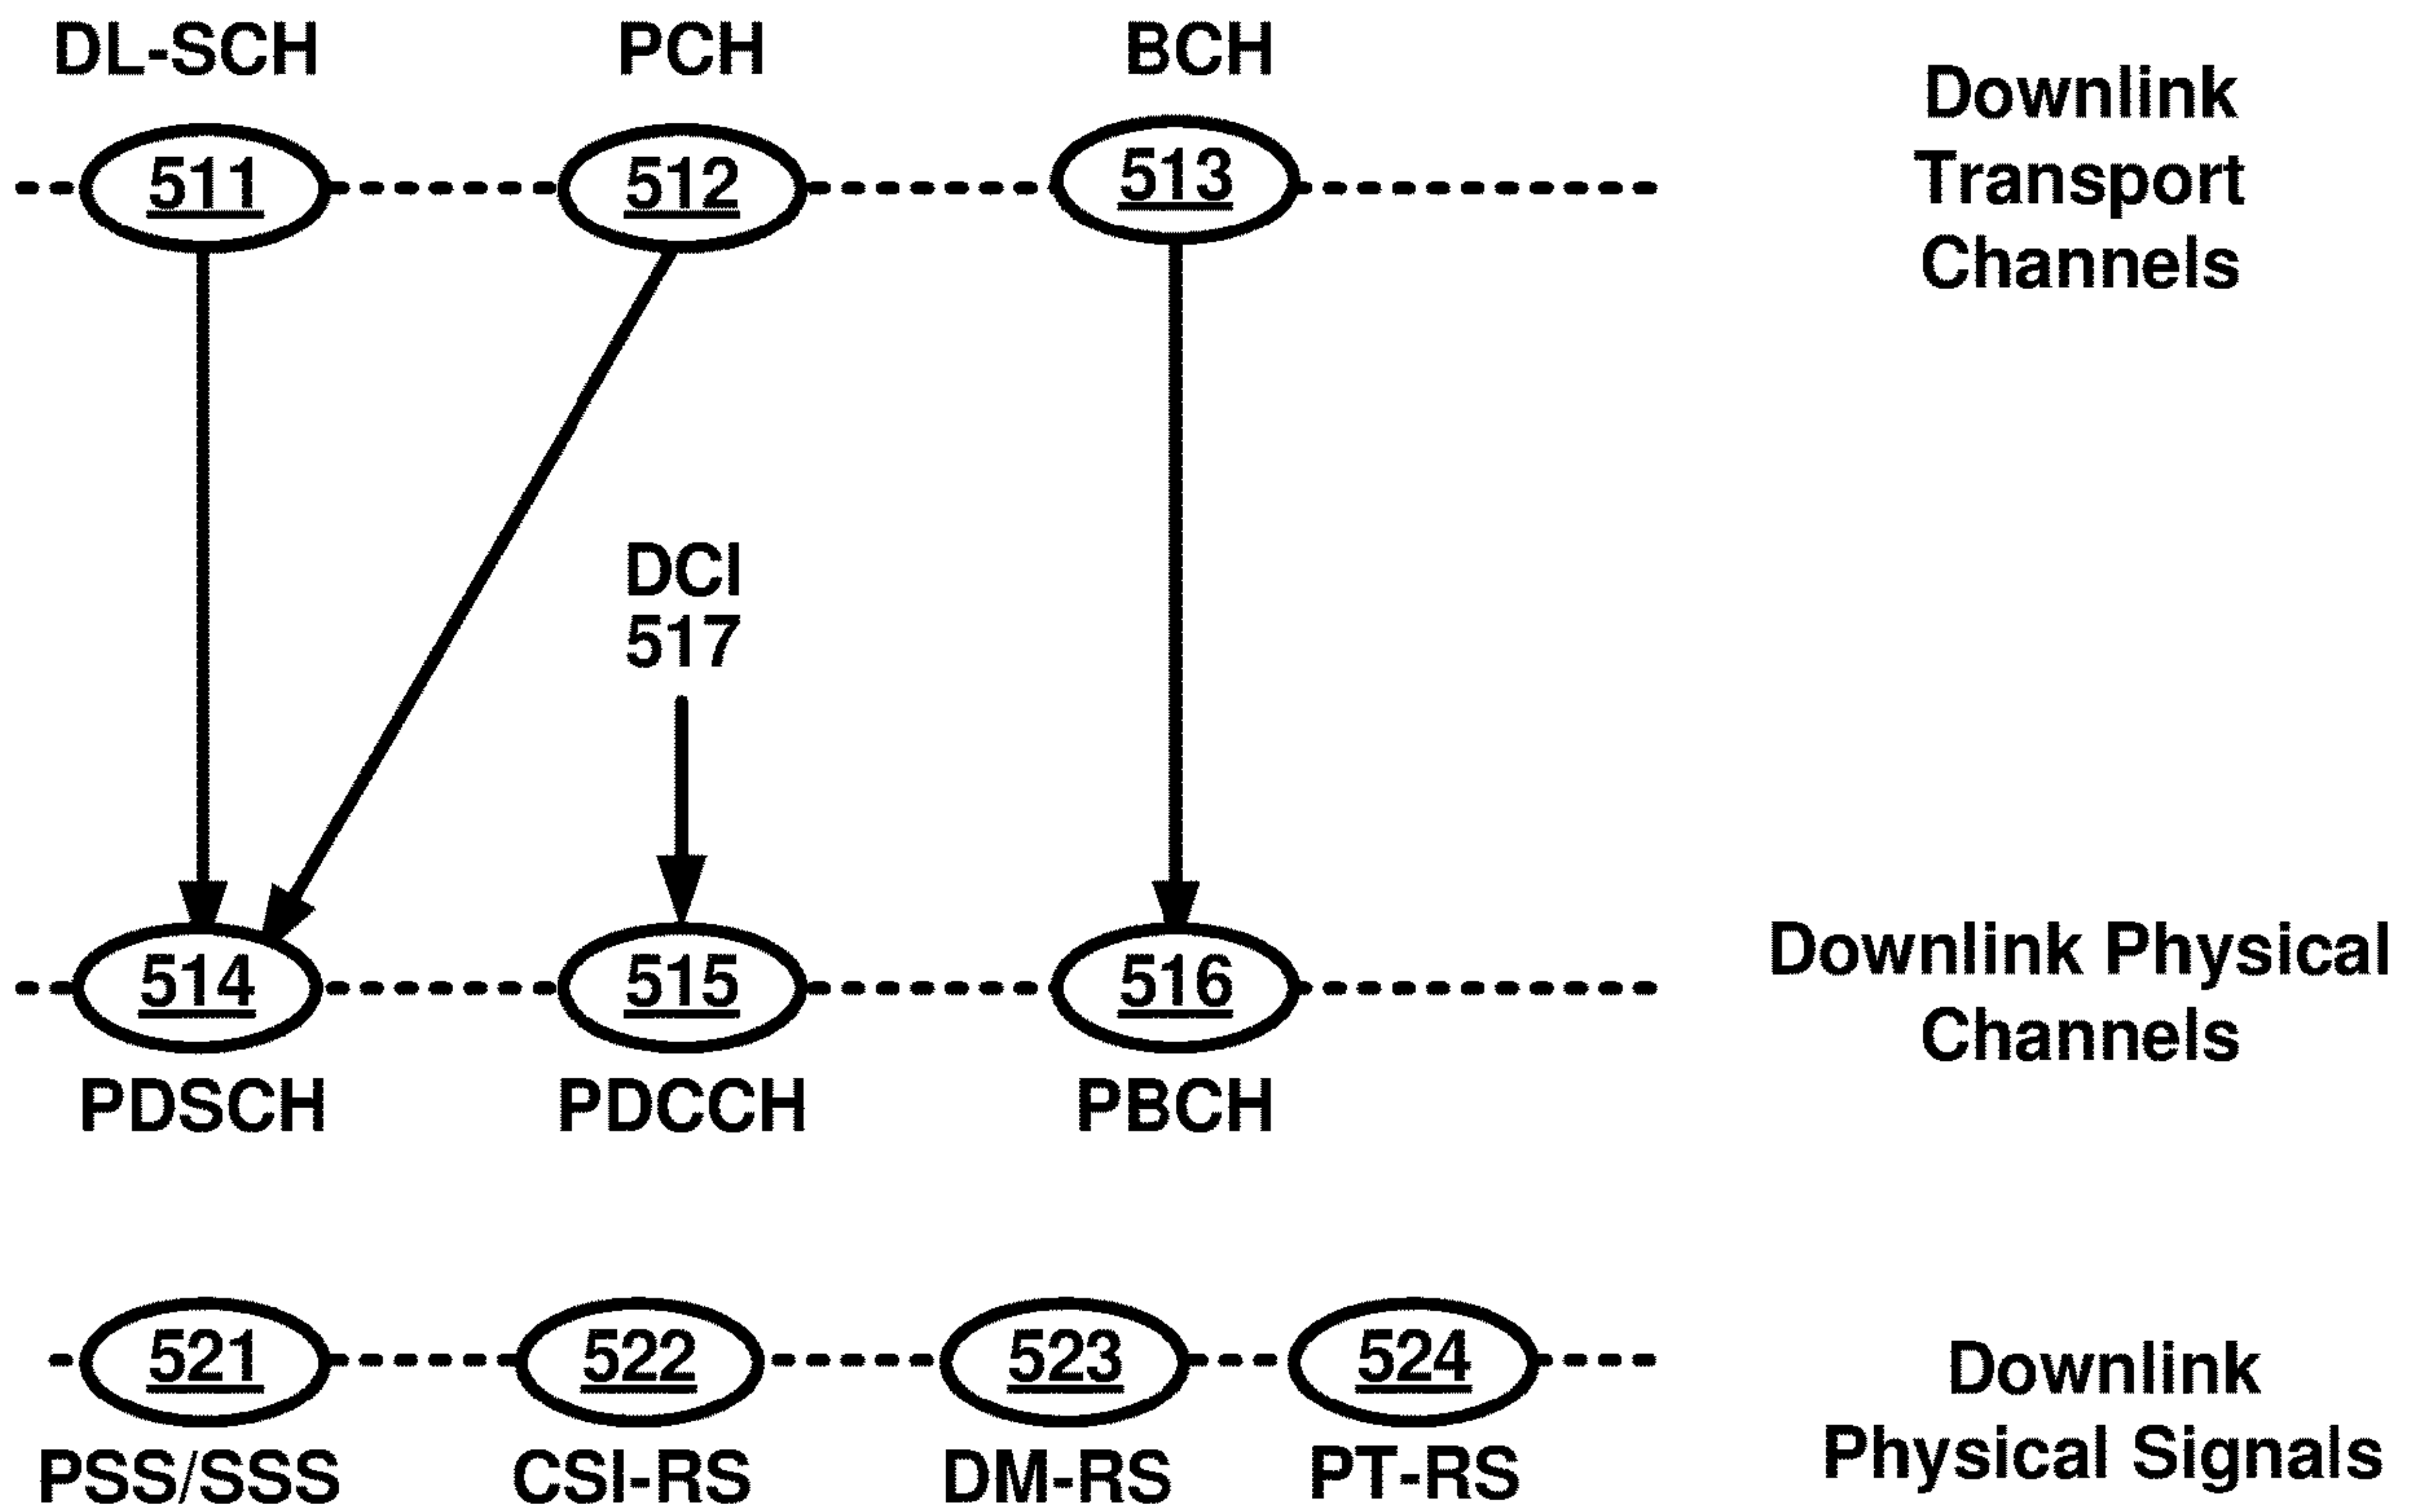 DL-SCH
PCH
BCH
511
512
513
Downlink
Transport
Channels
DCI
517
514
515
516
PDSCH
PDCCH
PBCH
Downlink Physical
Channels
521
522
523
524
PSS/SSS
CSI-RS
DM-RS
PT-RS
Downlink
Physical Signals